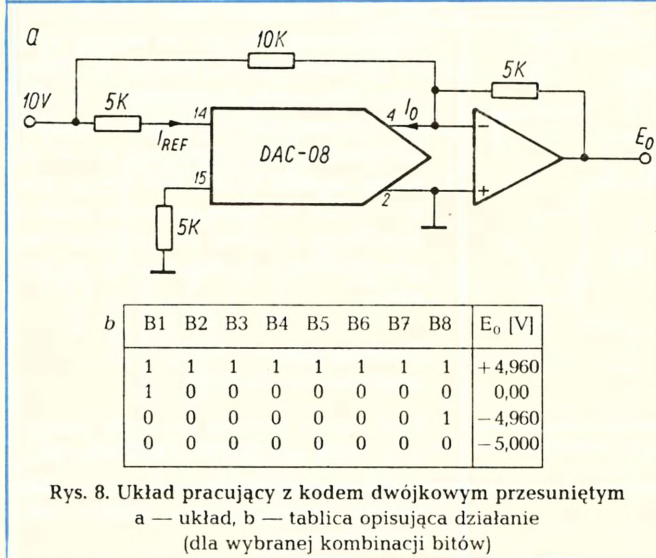 a
10K
10V
5K
14
I_REF
DAC-08
4
I_O
5K
E_O
15
5K
2
b B1 B2 B3 B4 B5 B6 B7 B8 E₀ [V]
1 1 1 1 1 1 1 1 +4,960
1 0 0 0 0 0 0 0 0,00
0 0 0 0 0 0 0 1 −4,960
0 0 0 0 0 0 0 0 −5,000
Rys. 8. Układ pracujący z kodem dwójkowym przesuniętym
a — układ, b — tablica opisująca działanie
(dla wybranej kombinacji bitów)